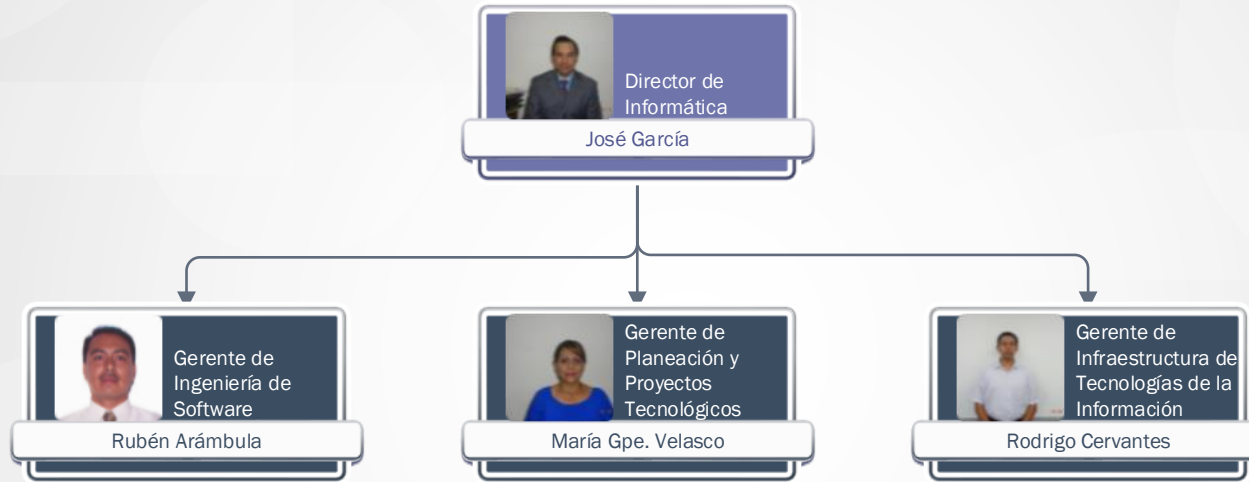 Director de
Informática
José García
Gerente de
Ingeniería de
Software
Rubén Arámbula
Gerente de
Planeación y
Proyectos
Tecnológicos
María Gpe. Velasco
Gerente de
Infraestructura de
Tecnologías de la
Información
Rodrigo Cervantes